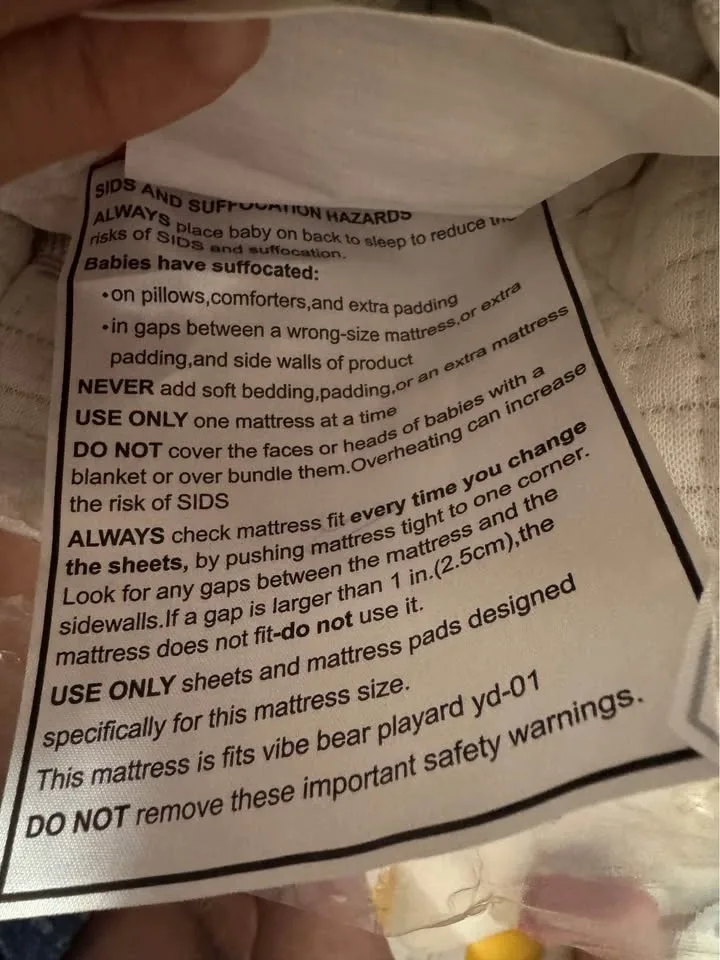 SIDS AND SUFFOCATION HAZARDS
ALWAYS place baby on back to sleep to reduce the
risks of SIDS and suffocation.
Babies have suffocated:
•on pillows,comforters,and extra padding
•in gaps between a wrong-size mattress,or extra
padding,and side walls of product
NEVER add soft bedding,padding,or an extra mattress
USE ONLY one mattress at a time
DO NOT cover the faces or heads of babies with a
blanket or over bundle them.Overheating can increase
the risk of SIDS
ALWAYS check mattress fit every time you change
the sheets, by pushing mattress tight to one corner.
Look for any gaps between the mattress and the
sidewalls.If a gap is larger than 1 in.(2.5cm),the
mattress does not fit-do not use it.
USE ONLY sheets and mattress pads designed
specifically for this mattress size.
This mattress is fits vibe bear playard yd-01
DO NOT remove these important safety warnings.